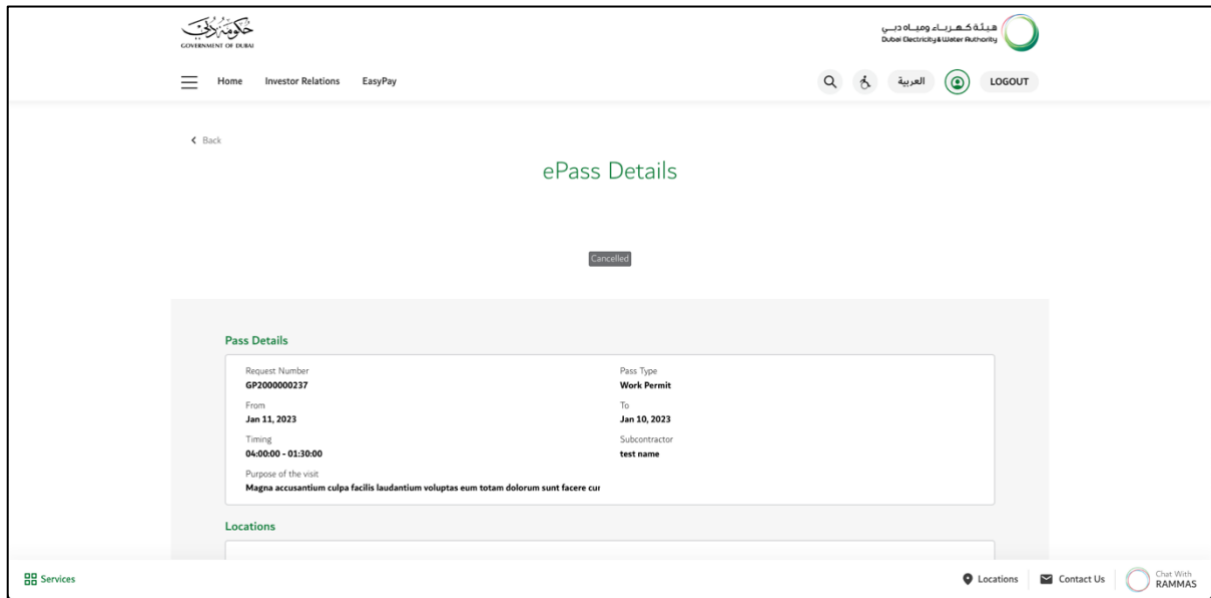 حكومة دبي
GOVERNMENT OF DUBAI
هيئة كهرباء ومياه دبي
Dubai Electricity & Water Authority
Home Investor Relations EasyPay العربية LOGOUT
Back
ePass Details
Cancelled
Pass Details
Request Number Pass Type
GP2000000237 Work Permit
From To
Jan 11, 2023 Jan 10, 2023
Timing Subcontractor
04:00:00 - 01:30:00 test name
Purpose of the visit
Magna accusantium culpa facilis laudantium voluptas eum totam dolorum sunt facere cur
Locations
Services Locations Contact Us Chat With
RAMMAS